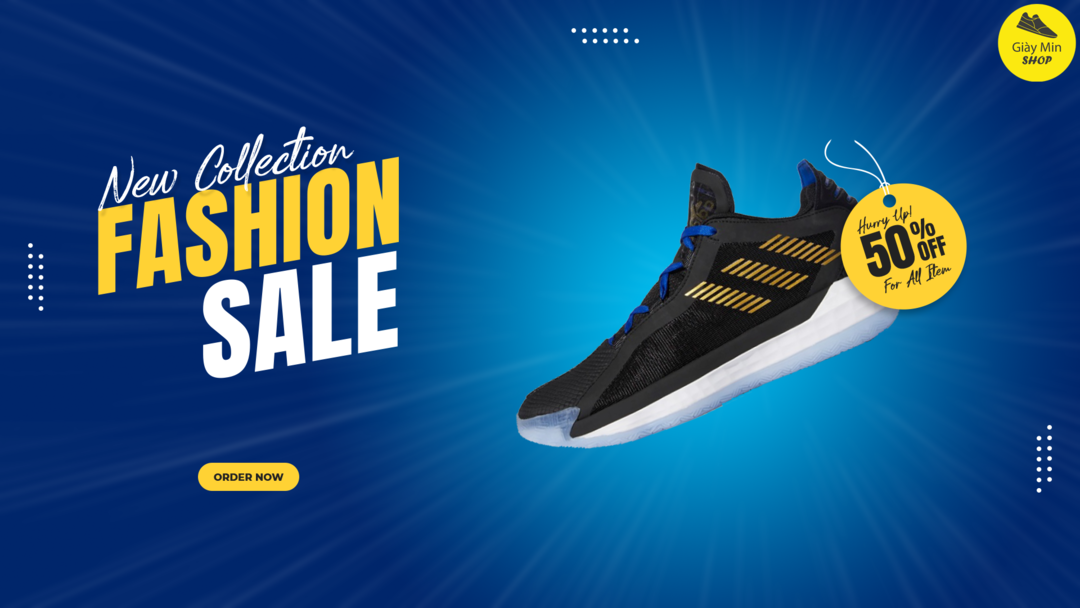 Giày Min
SHOP
New Collection
FASHION
SALE
Hurry Up!
50% OFF
For All Item
ORDER NOW